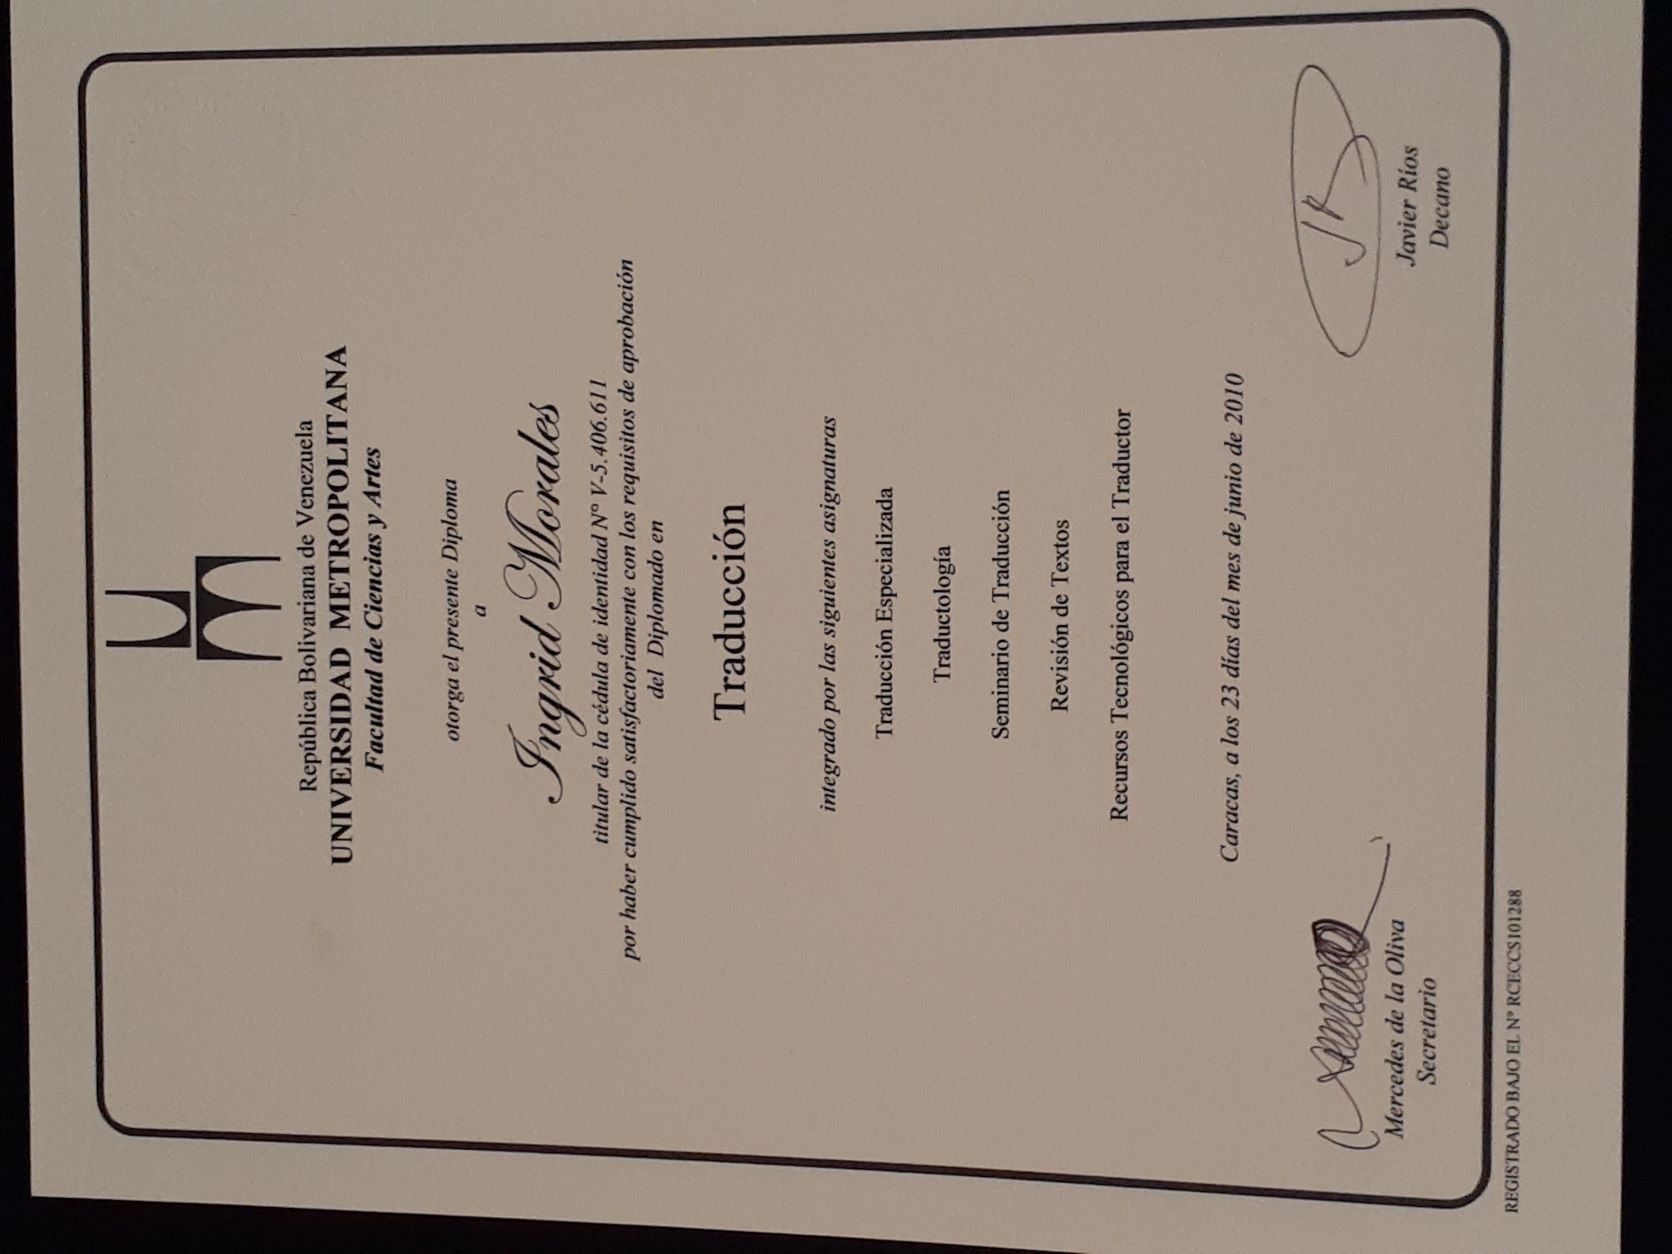 República Bolivariana de Venezuela
UNIVERSIDAD METROPOLITANA
Facultad de Ciencias y Artes
otorga el presente Diploma
a
Ingrid Morales
titular de la cédula de identidad Nº V-5.406.611
por haber cumplido satisfactoriamente con los requisitos de aprobación
del Diplomado en
Traducción
integrado por las siguientes asignaturas
Traducción Especializada
Traductología
Seminario de Traducción
Revisión de Textos
Recursos Tecnológicos para el Traductor
Caracas, a los 23 días del mes de junio de 2010
Mercedes de la Oliva
Secretario
JR
Javier Ríos
Decano
REGISTRADO BAJO EL Nº RCECCS101288